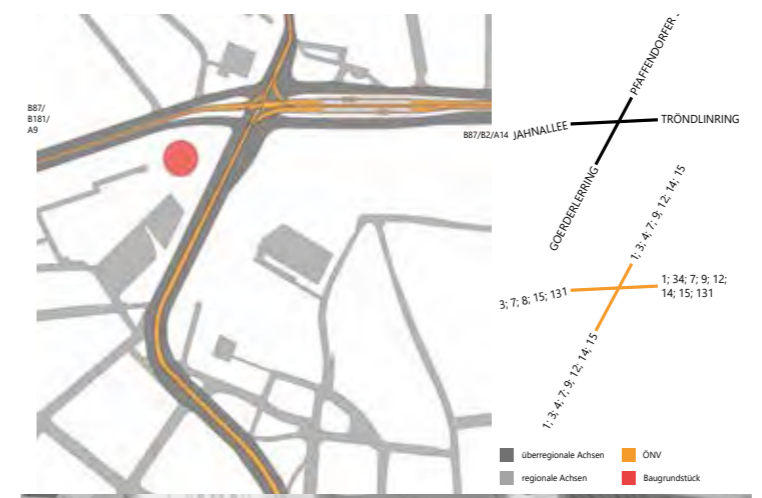 B87/
B181/
A9
B87/B2/A14
JAHNALLEE
PFAFFENDORFER
TRÖNDLINRING
GOERDERLERRING
1; 3; 4; 7; 9; 12; 14; 15
3; 7; 8; 15; 131
1; 34; 7; 9; 12;
14; 15; 131
1; 3; 4; 7; 9; 12; 14; 15
überregionale Achsen
ÖNV
regionale Achsen
Baugrundstück